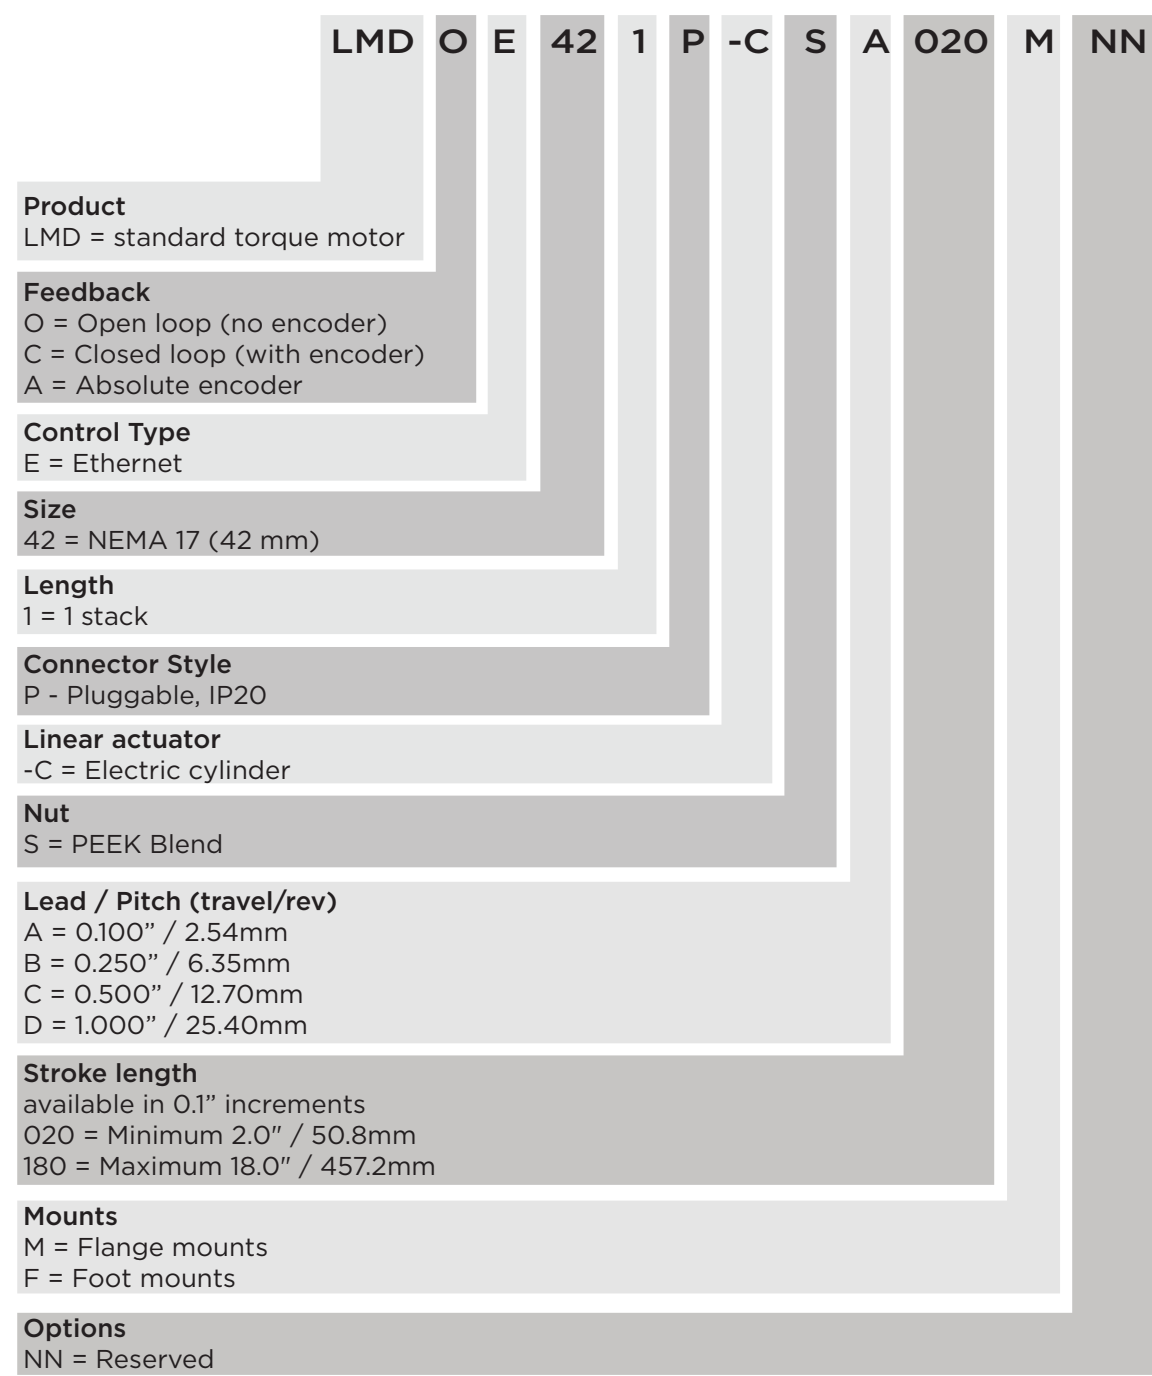 LMD O E 42 1 P -C S A 020 M NN
Product
LMD = standard torque motor
Feedback
O = Open loop (no encoder)
C = Closed loop (with encoder)
A = Absolute encoder
Control Type
E = Ethernet
Size
42 = NEMA 17 (42 mm)
Length
1 = 1 stack
Connector Style
P - Pluggable, IP20
Linear actuator
-C = Electric cylinder
Nut
S = PEEK Blend
Lead / Pitch (travel/rev)
A = 0.100” / 2.54mm
B = 0.250” / 6.35mm
C = 0.500” / 12.70mm
D = 1.000” / 25.40mm
Stroke length
available in 0.1” increments
020 = Minimum 2.0" / 50.8mm
180 = Maximum 18.0" / 457.2mm
Mounts
M = Flange mounts
F = Foot mounts
Options
NN = Reserved